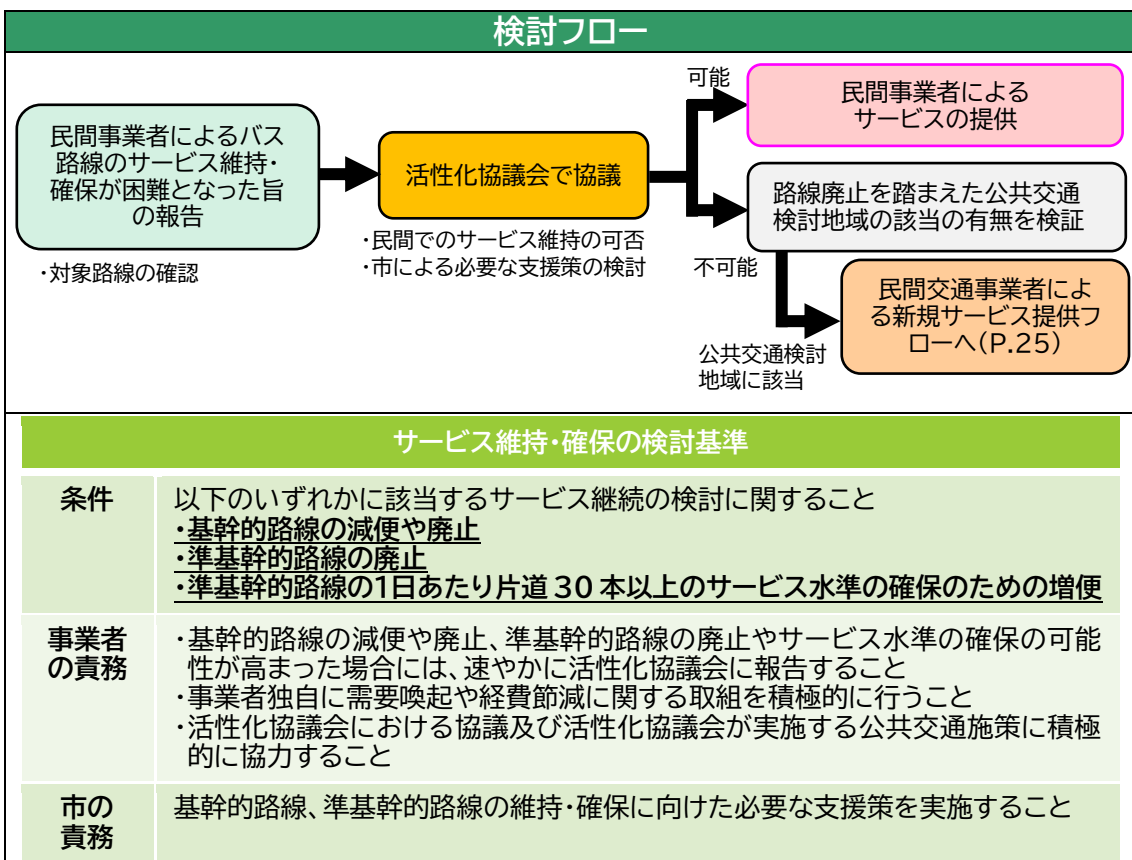 検討フロー
民間事業者によるバス
路線のサービス維持・
確保が困難となった旨
の報告
・対象路線の確認
活性化協議会で協議
・民間でのサービス維持の可否
・市による必要な支援策の検討
可能
民間事業者による
サービスの提供
不可能
路線廃止を踏まえた公共交通
検討地域の該当の有無を検証
公共交通検討
地域に該当
民間交通事業者によ
る新規サービス提供フ
ローへ(P.25)
サービス維持・確保の検討基準
条件
以下のいずれかに該当するサービス継続の検討に関すること
・基幹的路線の減便や廃止
・準基幹的路線の廃止
・準基幹的路線の1日あたり片道 30 本以上のサービス水準の確保のための増便
事業者
の責務
・基幹的路線の減便や廃止、準基幹的路線の廃止やサービス水準の確保の可能
性が高まった場合には、速やかに活性化協議会に報告すること
・事業者独自に需要喚起や経費節減に関する取組を積極的に行うこと
・活性化協議会における協議及び活性化協議会が実施する公共交通施策に積極
的に協力すること
市の
責務
基幹的路線、準基幹的路線の維持・確保に向けた必要な支援策を実施すること